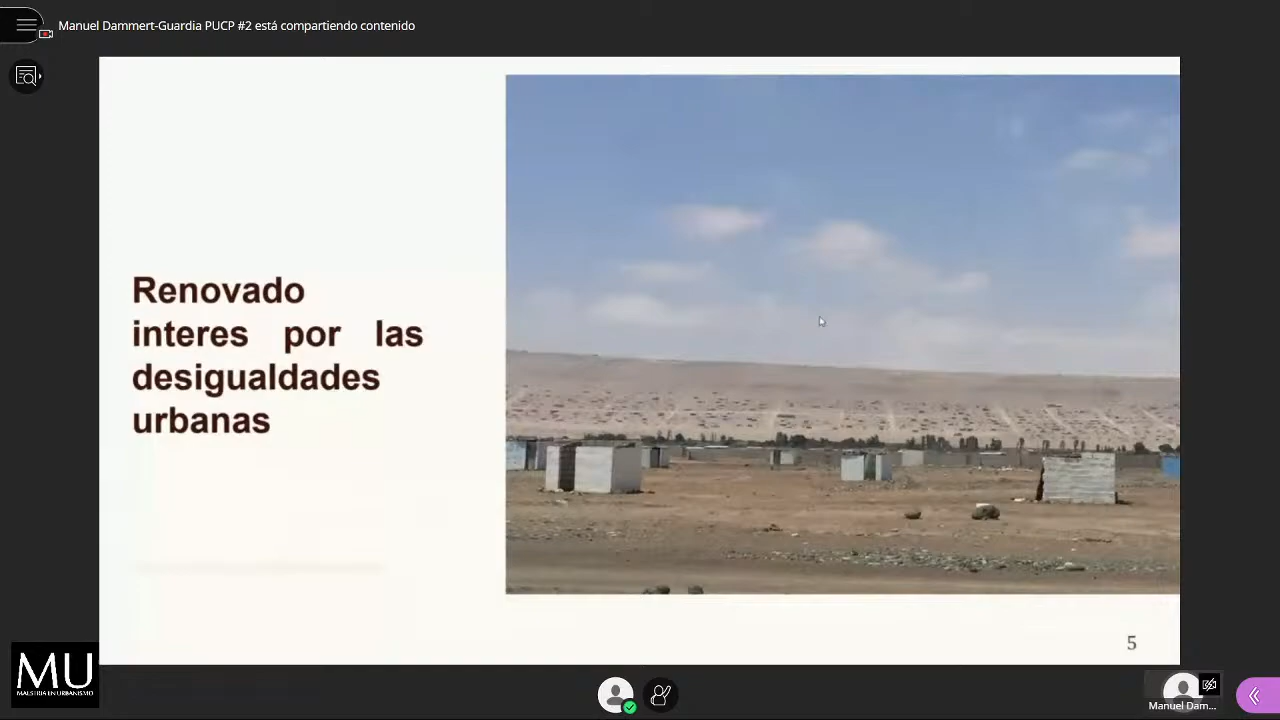 Manuel Dammert-Guardia PUCP #2 está compartiendo contenido
Renovado
interes por las
desigualdades
urbanas
5
MU
MAESTRÍA EN URBANISMO
Manuel Dam...